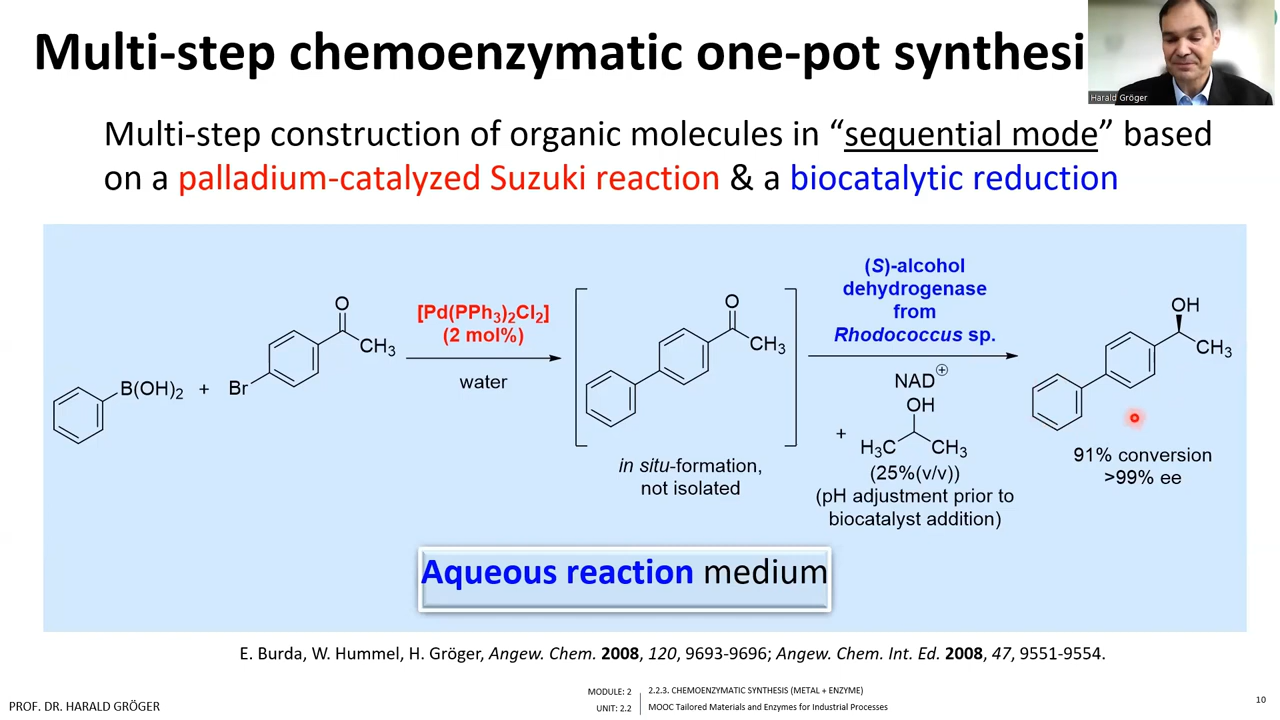 Multi-step chemoenzymatic one-pot synthesi
Harald Gröger
Multi-step construction of organic molecules in “sequential mode” based
on a palladium-catalyzed Suzuki reaction & a biocatalytic reduction
B(OH)₂
+
Br
O
CH₃
[Pd(PPh₃)₂Cl₂]
(2 mol%)
water
O
CH₃
in situ-formation,
not isolated
(S)-alcohol
dehydrogenase
from
Rhodococcus sp.
NAD⊕
OH
+
H₃C
CH₃
(25%(v/v))
(pH adjustment prior to
biocatalyst addition)
OH
CH₃
91% conversion
>99% ee
Aqueous reaction medium
E. Burda, W. Hummel, H. Gröger, Angew. Chem. 2008, 120, 9693-9696; Angew. Chem. Int. Ed. 2008, 47, 9551-9554.
PROF. DR. HARALD GRÖGER
MODULE: 2
UNIT: 2.2
2.2.3. CHEMOENZYMATIC SYNTHESIS (METAL + ENZYME)
MOOC Tailored Materials and Enzymes for Industrial Processes
10